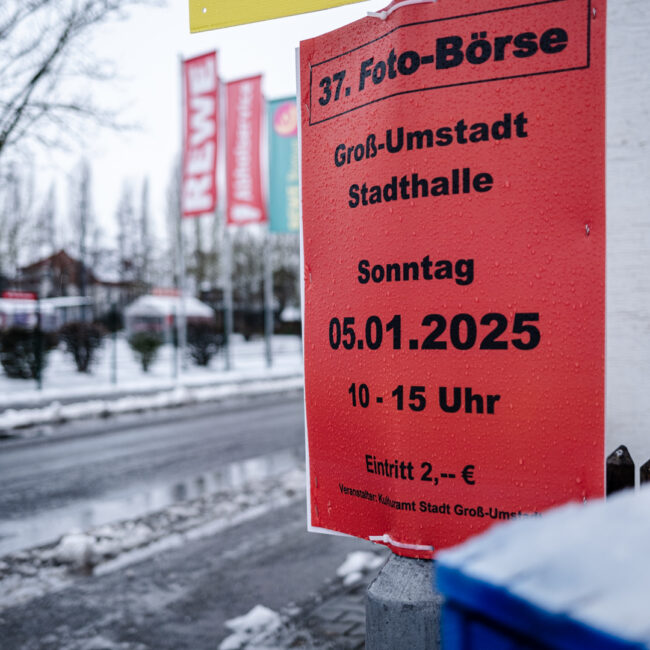 37. Foto-Börse
Groß-Umstadt
Stadthalle
Sonntag
05.01.2025
10 - 15 Uhr
Eintritt 2,-- €
Veranstalter: Kulturamt Stadt Groß-Umstadt
REWE